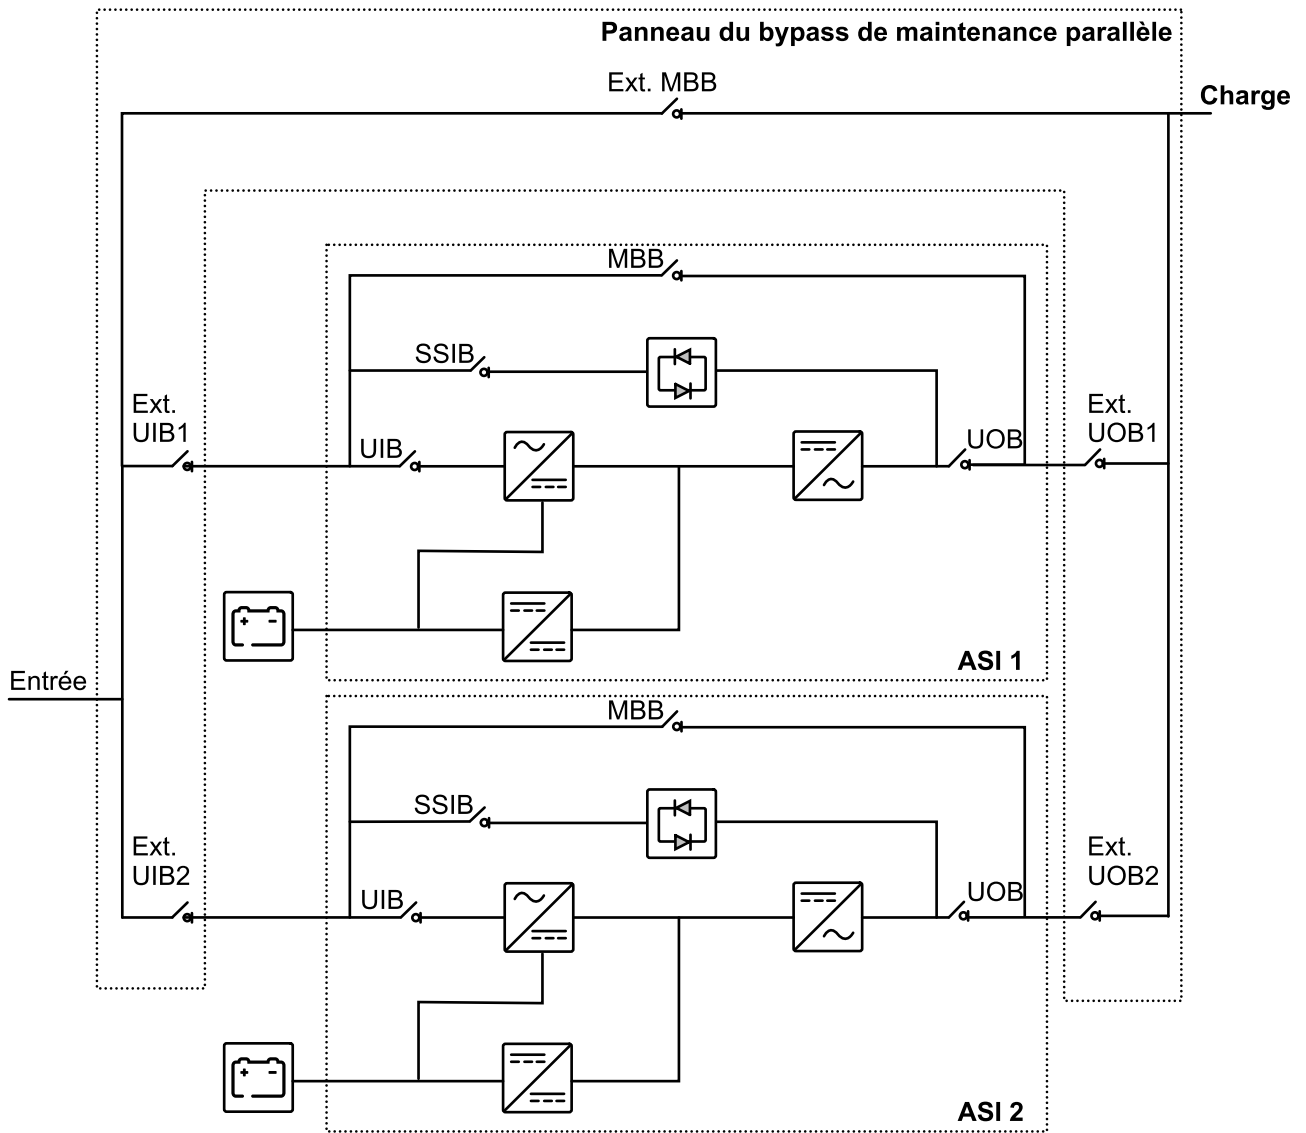 Panneau du bypass de maintenance parallèle
Ext. MBB
Charge
MBB
SSIB
Ext.
UIB1
UIB
UOB
Ext.
UOB1
ASI 1
Entrée
MBB
SSIB
Ext.
UIB2
UIB
UOB
Ext.
UOB2
ASI 2